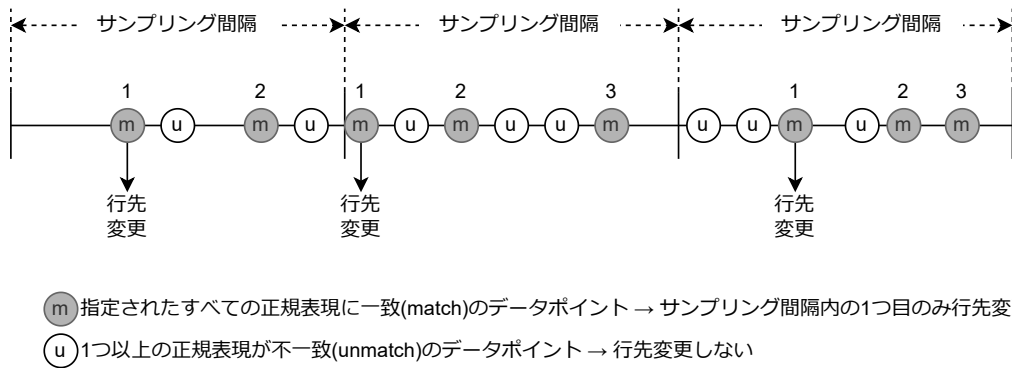 サンプリング間隔 サンプリング間隔 サンプリング間隔
1 2 1 2 3 1 2 3
m u m u m u m u u m u u m u m m
行先 行先 行先
変更 変更 変更
m 指定されたすべての正規表現に一致(match)のデータポイント → サンプリング間隔内の1つ目のみ行先変
u 1つ以上の正規表現が不一致(unmatch)のデータポイント → 行先変更しない